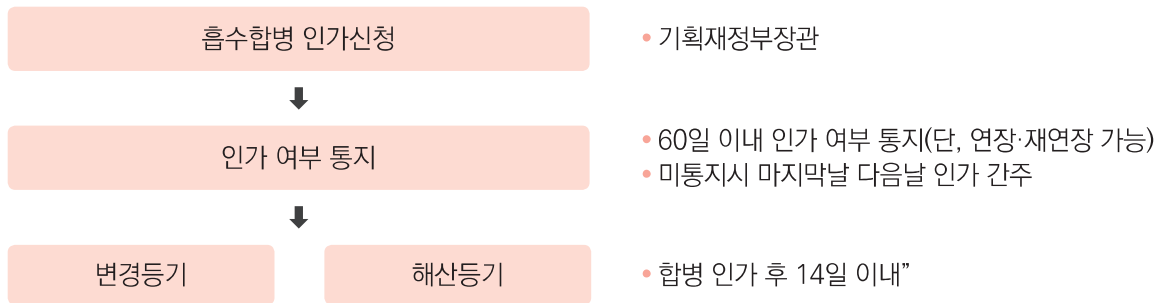 흡수합병 인가신청
• 기획재정부장관
인가 여부 통지
• 60일 이내 인가 여부 통지(단, 연장·재연장 가능)
• 미통지시 마지막날 다음날 인가 간주
변경등기
해산등기
• 합병 인가 후 14일 이내”